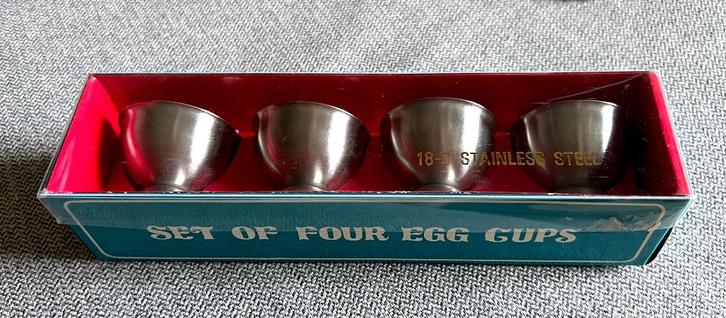 18-8 STAINLESS STEEL
SET OF FOUR EGG CUPS